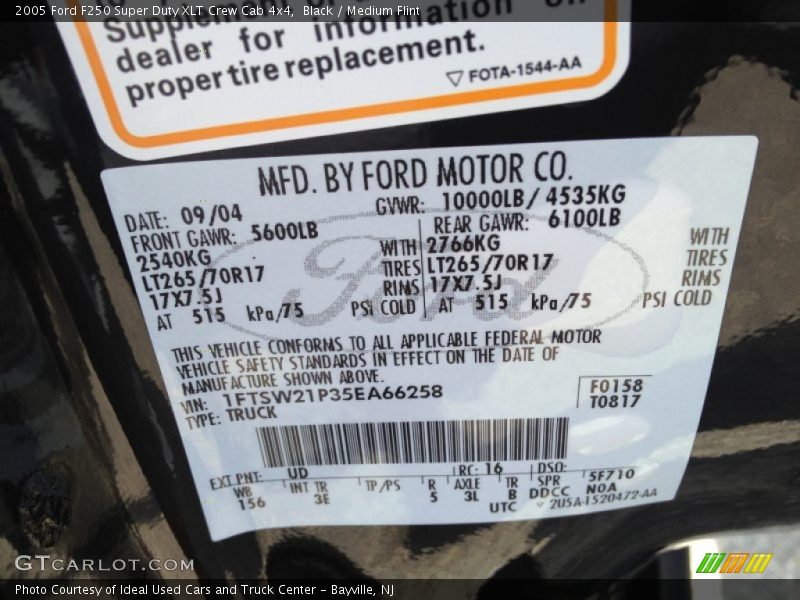 2005 Ford F250 Super Duty XLT Crew Cab 4x4, Black / Medium Flint
Supplement for information on
dealer for information
proper tire replacement.
FOTA-1544-AA
MFD. BY FORD MOTOR CO.
DATE: 09/04 GVWR: 10000LB/ 4535KG
FRONT GAWR: 5600LB REAR GAWR: 6100LB
2540KG WITH 2766KG WITH
LT265/70R17 TIRES LT265/70R17 TIRES
17X7.5J RIMS 17X7.5J RIMS
AT 515 kPa/75 PSI COLD AT 515 kPa/75 PSI COLD
Ford
THIS VEHICLE CONFORMS TO ALL APPLICABLE FEDERAL MOTOR
VEHICLE SAFETY STANDARDS IN EFFECT ON THE DATE OF
MANUFACTURE SHOWN ABOVE.
VIN: 1FTSW21P35EA66258 F0158
TYPE: TRUCK T0817
EXT PNT: UD RC: 16 DSO:
WB INT TR TP/PS R AXLE TR SPR 5F710
156 3E 5 3L B DDCC N0A
UTC 2U5A-1520472-AA
GTCARLOT.COM
Photo Courtesy of Ideal Used Cars and Truck Center - Bayville, NJ